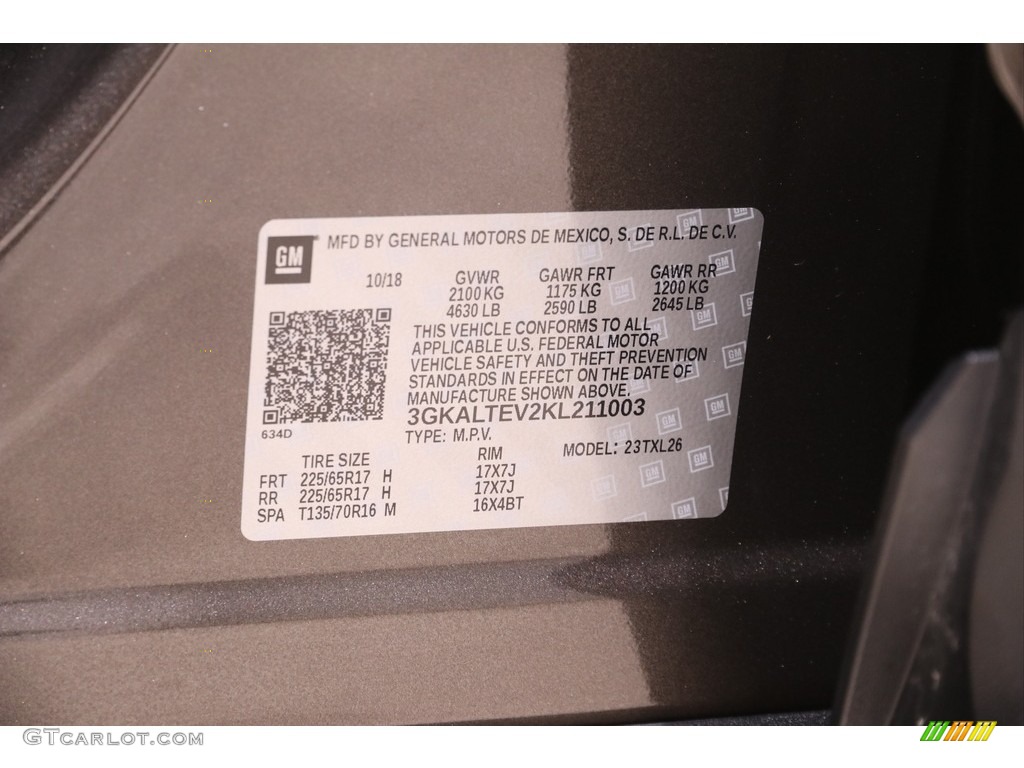 GM MFD BY GENERAL MOTORS DE MEXICO, S. DE R.L. DE C.V.
10/18 GVWR GAWR FRT GAWR RR
2100 KG 1175 KG 1200 KG
4630 LB 2590 LB 2645 LB
THIS VEHICLE CONFORMS TO ALL
APPLICABLE U.S. FEDERAL MOTOR
VEHICLE SAFETY AND THEFT PREVENTION
STANDARDS IN EFFECT ON THE DATE OF
MANUFACTURE SHOWN ABOVE.
3GKALTEV2KL211003
634D
TYPE: M.P.V. MODEL: 23TXL26
TIRE SIZE RIM
FRT 225/65R17 H 17X7J
RR 225/65R17 H 17X7J
SPA T135/70R16 M 16X4BT
GTCARLOT.COM